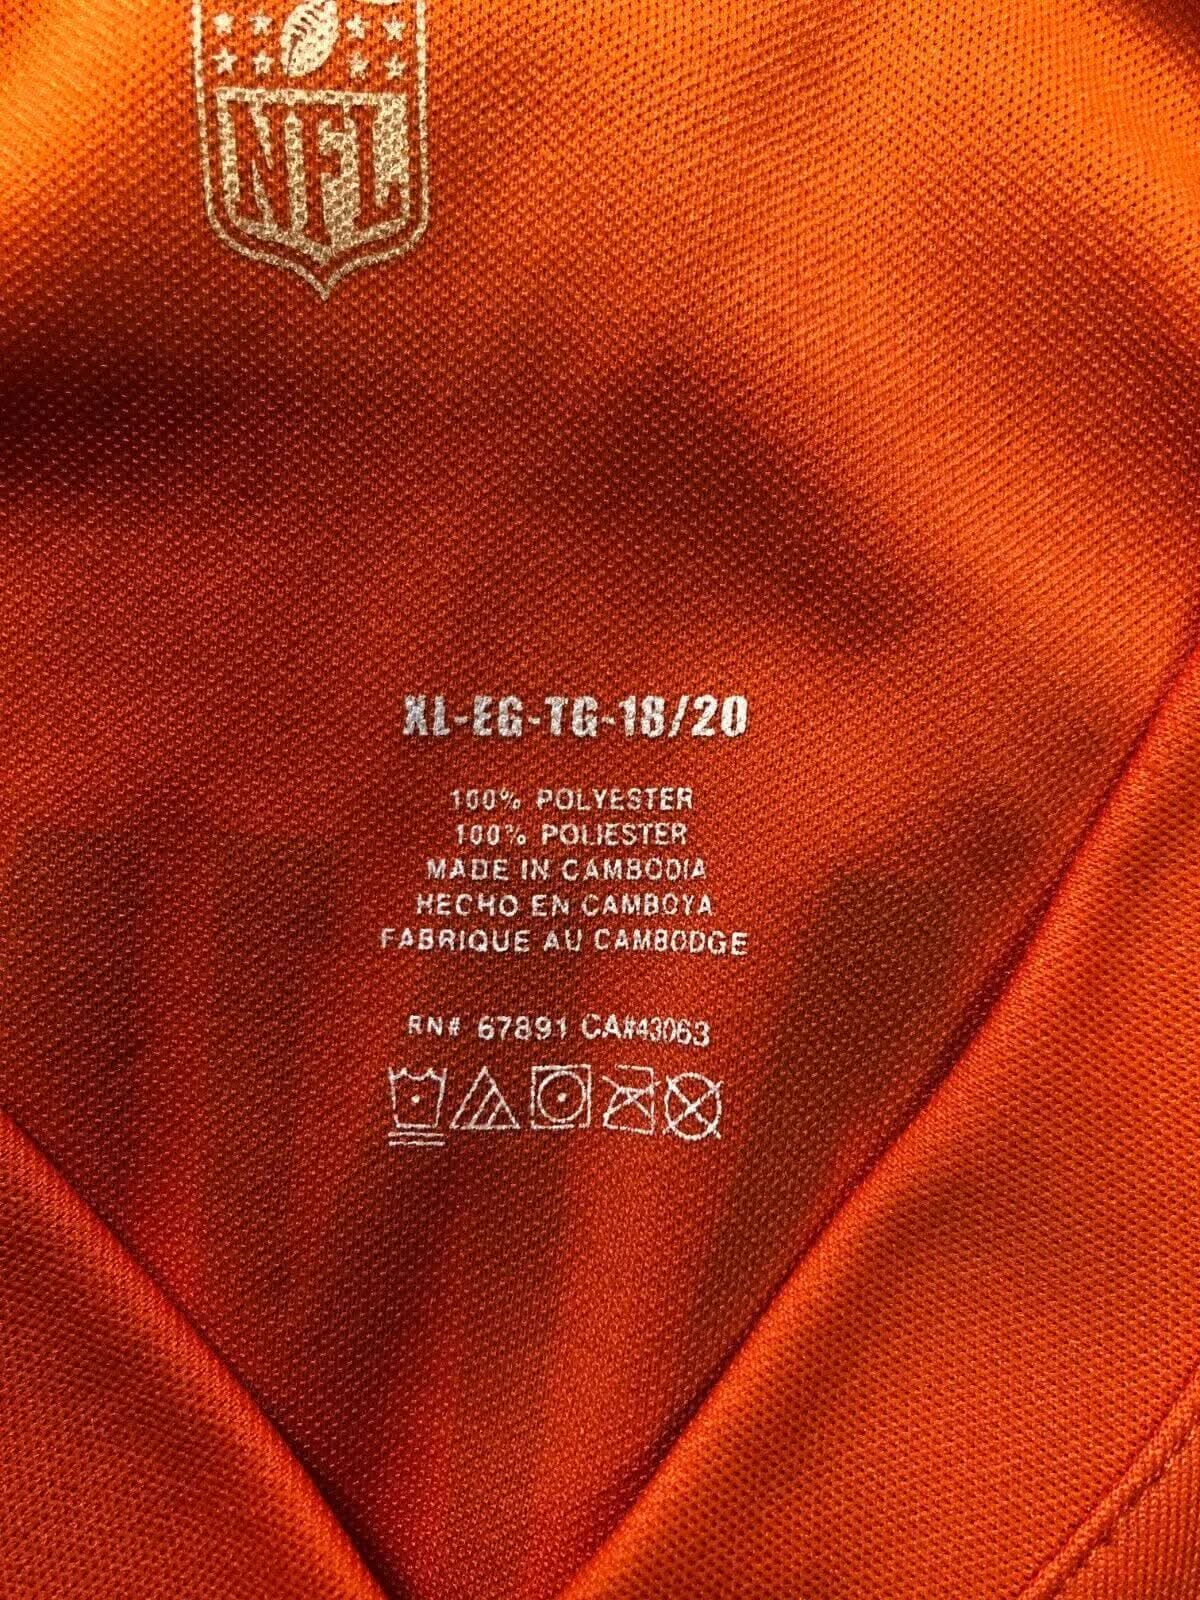 NFL
XL-EG-TG-18/20
100% POLYESTER
100% POLIESTER
MADE IN CAMBODIA
HECHO EN CAMBOYA
FABRIQUE AU CAMBODGE
RN# 67891 CA#43063